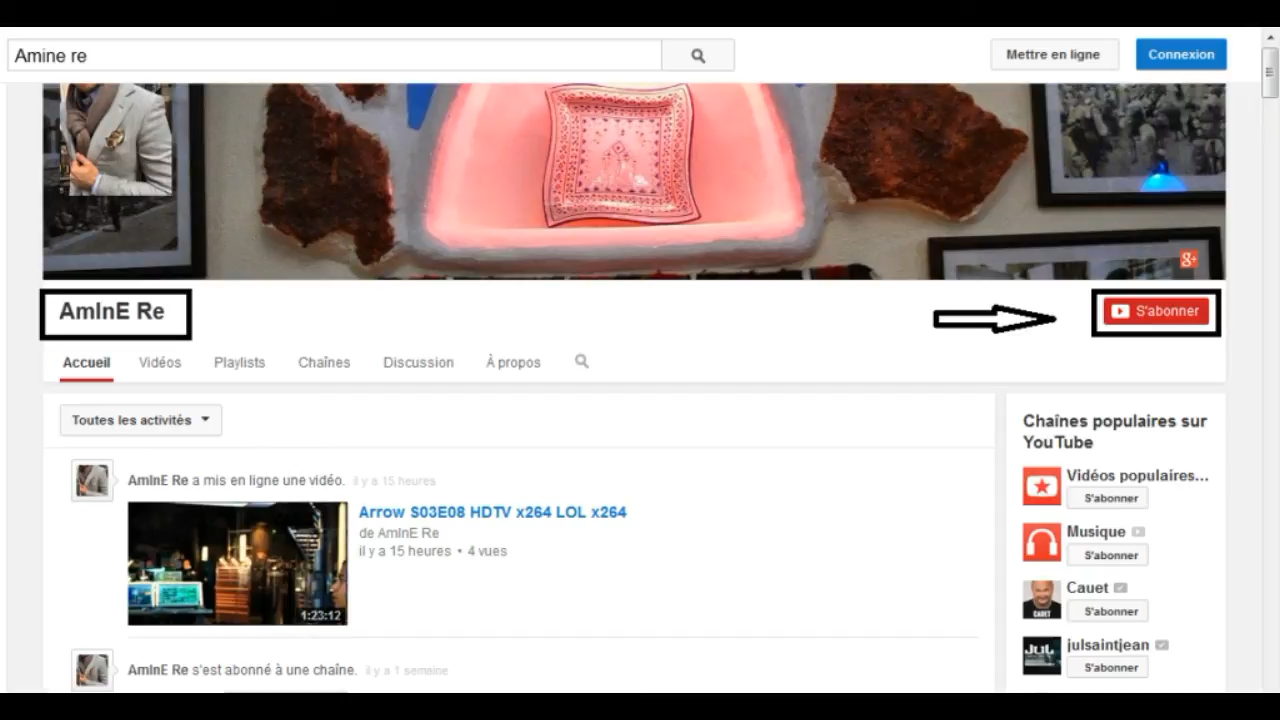 Amine re
Mettre en ligne
Connexion
g+
AmInE Re
S'abonner
Accueil
Vidéos
Playlists
Chaînes
Discussion
À propos
Toutes les activités
AmInE Re a mis en ligne une vidéo. il y a 15 heures
Arrow S03E08 HDTV x264 LOL x264
de AmInE Re
il y a 15 heures • 4 vues
1:23:12
AmInE Re s'est abonné à une chaîne. il y a 1 semaine
Chaînes populaires sur
YouTube
Vidéos populaires...
S'abonner
Musique
S'abonner
Cauet
CAUET
S'abonner
julsaintjean
JUL
S'abonner